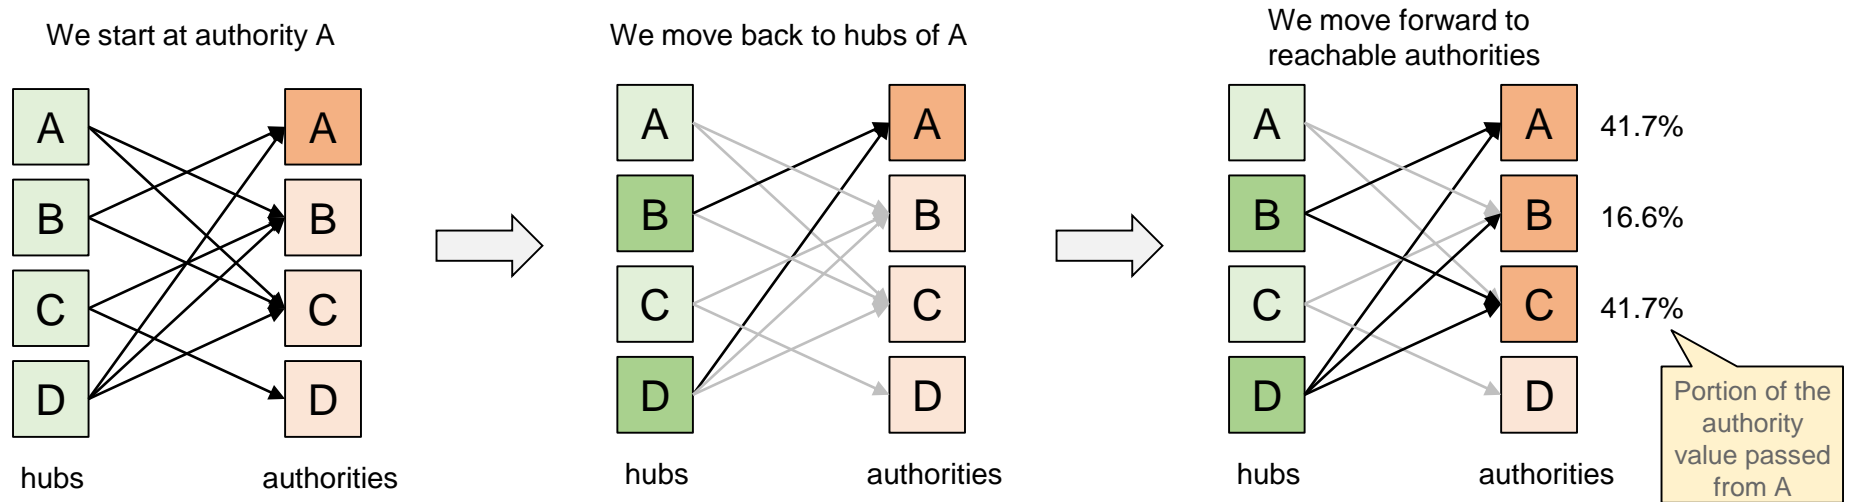 We start at authority A
A
B
C
D
hubs
A
B
C
D
authorities
We move back to hubs of A
A
B
C
D
hubs
A
B
C
D
authorities
We move forward to
reachable authorities
A
B
C
D
hubs
A
B
C
D
authorities
41.7%
16.6%
41.7%
Portion of the
authority
value passed
from A